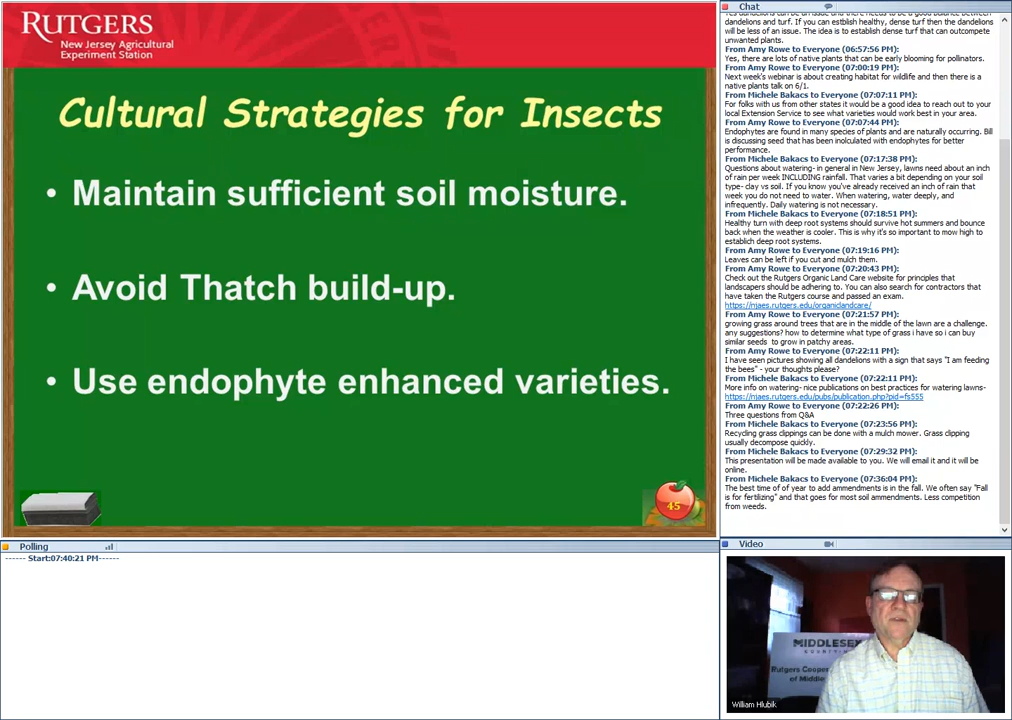 RUTGERS
New Jersey Agricultural
Experiment Station
Cultural Strategies for Insects
• Maintain sufficient soil moisture.
• Avoid Thatch build-up.
• Use endophyte enhanced varieties.
45
Chat
dandelions and turf. If you can estblish healthy, dense turf then the dandelions
will be less of an issue. The idea is to establish dense turf that can outcompete
unwanted plants.
From Amy Rowe to Everyone (06:57:56 PM):
Yes, there are lots of native plants that can be early blooming for pollinators.
From Amy Rowe to Everyone (07:00:19 PM):
Next week's webinar is about creating habitat for wildlife and then there is a
native plants talk on 6/1.
From Michele Bakacs to Everyone (07:07:11 PM):
For folks with us from other states it would be a good idea to reach out to your
local Extension Service to see what varieties would work best in your area.
From Michele Bakacs to Everyone (07:07:44 PM):
Endophytes are found in many species of plants and are naturally occurring. Bill
is discussing seed that has been inolculated with endophytes for better
performance.
From Michele Bakacs to Everyone (07:17:38 PM):
Questions about watering- in general in New Jersey, lawns need about an inch
of rain per week INCLUDING rainfall. That varies a bit depending on your soil
type- clay vs soil. If you know you've already received an inch of rain that
week you do not need to water. When watering, water deeply, and
infrequently. Daily watering is not necessary.
From Michele Bakacs to Everyone (07:18:51 PM):
Healthy turn with deep root systems should survive hot summers and bounce
back when the weather is cooler. This is why it's so important to mow high to
establich deep root systems.
From Michele Bakacs to Everyone (07:19:16 PM):
Leaves can be left if you cut and mulch them.
From Michele Bakacs to Everyone (07:20:43 PM):
Check out the Rutgers Organic Land Care website for principles that
landscapers should be adhering to. You can also search for contractors that
have taken the Rutgers course and passed an exam.
https://njaes.rutgers.edu/organiclandcare/
From Amy Rowe to Everyone (07:21:57 PM):
growing grass around trees that are in the middle of the lawn are a challenge.
any suggestions? how to determine what type of grass i have so i can buy
similar seeds to grow in patchy areas.
From Amy Rowe to Everyone (07:22:11 PM):
I have seen pictures showing all dandelions with a sign that says "I am feeding
the bees" - your thoughts please?
From Michele Bakacs to Everyone (07:22:11 PM):
More info on watering- nice publications on best practices for watering lawns-
https://njaes.rutgers.edu/pubs/publication.php?pid=fs555
From Amy Rowe to Everyone (07:22:26 PM):
Three questions from Q&A
From Michele Bakacs to Everyone (07:23:56 PM):
Recycling grass clippings can be done with a mulch mower. Grass clipping
usually decompose quickly.
From Michele Bakacs to Everyone (07:29:32 PM):
This presentation will be made available to you. We will email it and it will be
online.
From Michele Bakacs to Everyone (07:36:04 PM):
The best time of of year to add ammendments is in the fall. We often say "Fall
is for fertlizing" and that goes for most soil ammendments. Less competition
from weeds.
Polling
------ Start:07:40:21 PM------
Video
MIDDLESEX
Rutgers Cooper
of Middle
William Hlubik